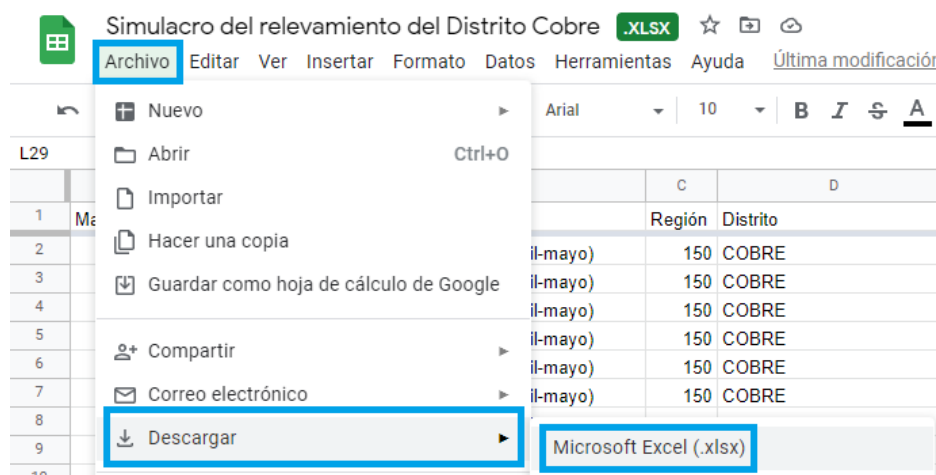 Simulacro del relevamiento del Distrito Cobre .XLSX
Archivo Editar Ver Insertar Formato Datos Herramientas Ayuda Última modificación
Nuevo Arial 10 B I S A
L29 Abrir Ctrl+O
Importar C D
1 Ma Región Distrito
Hacer una copia
2 il-mayo) 150 COBRE
3 Guardar como hoja de cálculo de Google il-mayo) 150 COBRE
4 il-mayo) 150 COBRE
5 Compartir il-mayo) 150 COBRE
6 il-mayo) 150 COBRE
7 Correo electrónico il-mayo) 150 COBRE
8
Descargar Microsoft Excel (.xlsx)
9